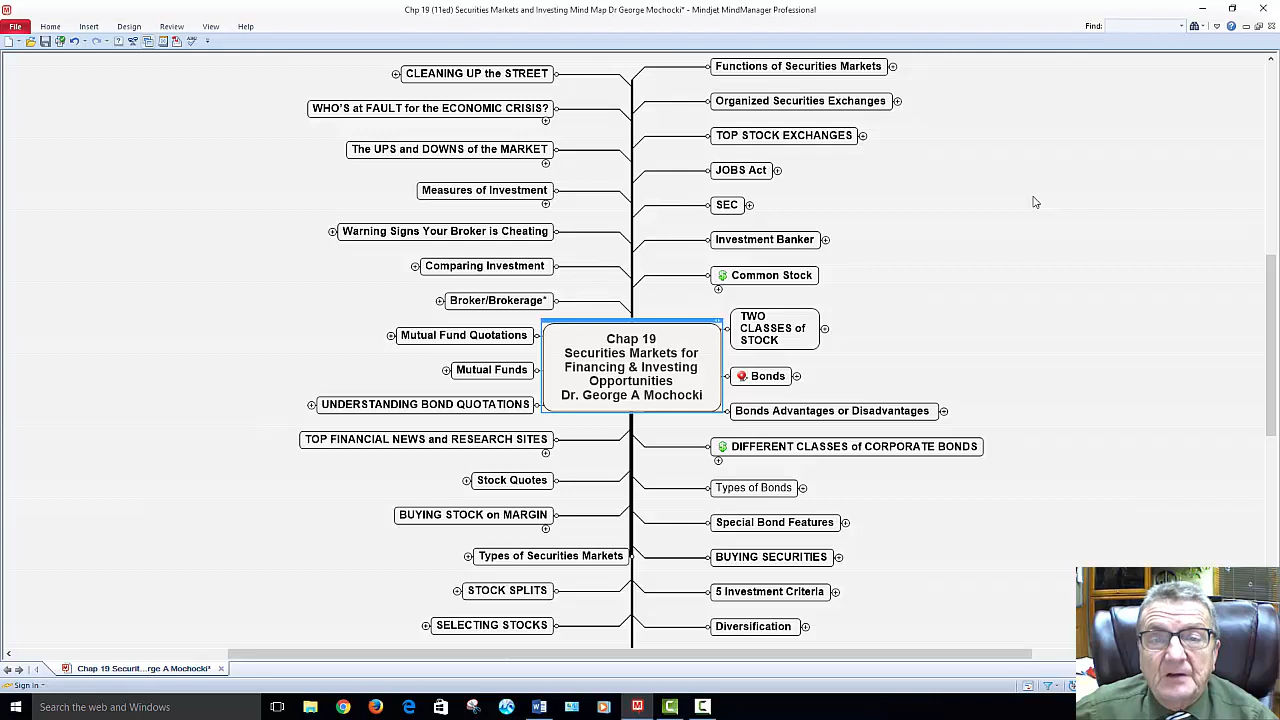 Chp 19 (11ed) Securities Markets and Investing Mind Map Dr George Mochocki* - Mindjet MindManager Professional
File Home Insert Design Review View Help
Find:
CLEANING UP the STREET
WHO'S at FAULT for the ECONOMIC CRISIS?
The UPS and DOWNS of the MARKET
Measures of Investment
Warning Signs Your Broker is Cheating
Comparing Investment
Broker/Brokerage*
Mutual Fund Quotations
Mutual Funds
UNDERSTANDING BOND QUOTATIONS
TOP FINANCIAL NEWS and RESEARCH SITES
Stock Quotes
BUYING STOCK on MARGIN
Types of Securities Markets
STOCK SPLITS
SELECTING STOCKS
Chap 19
Securities Markets for
Financing & Investing
Opportunities
Dr. George A Mochocki
Functions of Securities Markets
Organized Securities Exchanges
TOP STOCK EXCHANGES
JOBS Act
SEC
Investment Banker
Common Stock
TWO
CLASSES of
STOCK
Bonds
Bonds Advantages or Disadvantages
DIFFERENT CLASSES of CORPORATE BONDS
Types of Bonds
Special Bond Features
BUYING SECURITIES
5 Investment Criteria
Diversification
Chap 19 Securit...rge A Mochocki*
Sign In
Search the web and Windows